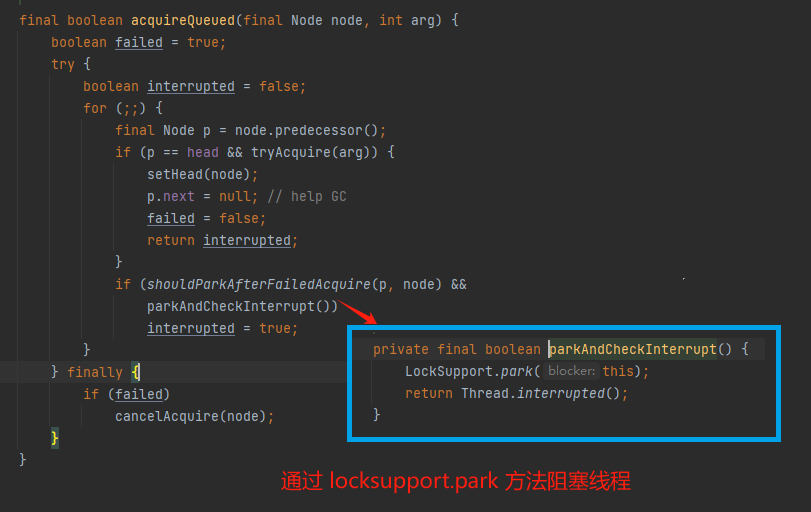 final boolean acquireQueued(final Node node, int arg) {
boolean failed = true;
try {
boolean interrupted = false;
for (;;) {
final Node p = node.predecessor();
if (p == head && tryAcquire(arg)) {
setHead(node);
p.next = null; // help GC
failed = false;
return interrupted;
}
if (shouldParkAfterFailedAcquire(p, node) &&
parkAndCheckInterrupt())
interrupted = true;
}
} finally {
if (failed)
cancelAcquire(node);
}
}
private final boolean parkAndCheckInterrupt() {
LockSupport.park( blocker: this);
return Thread.interrupted();
}
通过 locksupport.park 方法阻塞线程